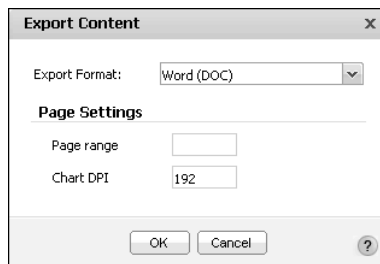 Export Content x
Export Format: Word (DOC)
Page Settings
Page range
Chart DPI 192
OK Cancel ?